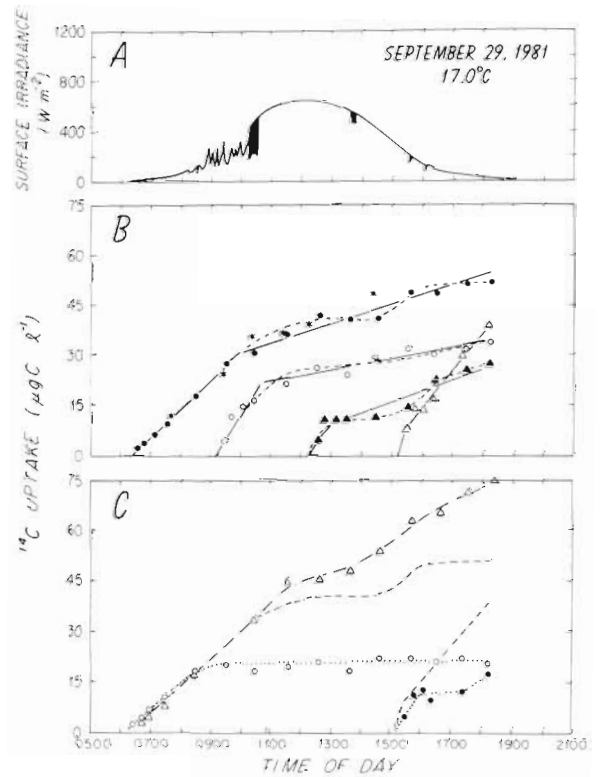 1200
800
400
0
A
SEPTEMBER 29, 1981
17.0°C
SURFACE IRRADIANCE
(W m⁻²)
75
60
45
30
15
0
B
¹⁴C UPTAKE (µgC ℓ⁻¹)
75
60
45
30
15
0
C
0500 0700 0900 1100 1300 1500 1700 1900 2100
TIME OF DAY